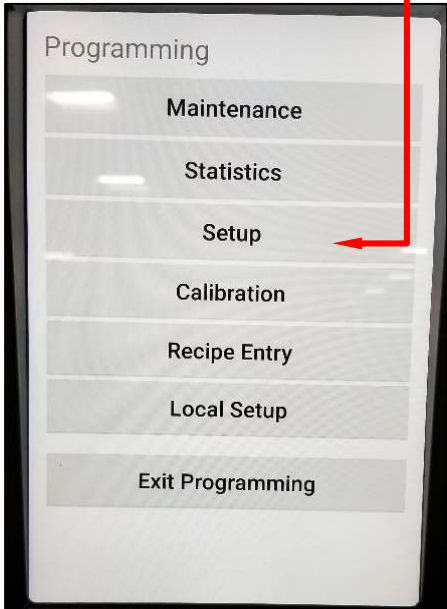 Programming
Maintenance
Statistics
Setup
Calibration
Recipe Entry
Local Setup
Exit Programming